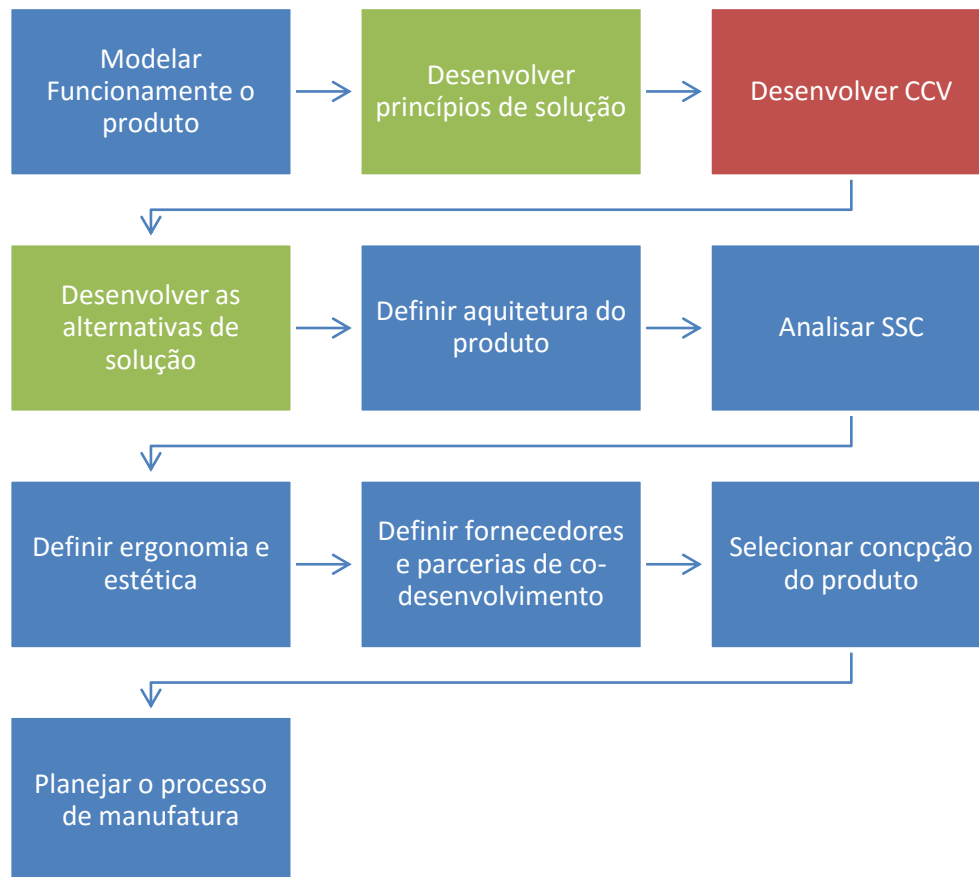 Modelar
Funcionamente o
produto
Desenvolver
princípios de solução
Desenvolver CCV
Desenvolver as
alternativas de
solução
Definir aquitetura do
produto
Analisar SSC
Definir ergonomia e
estética
Definir fornecedores
e parcerias de co-
desenvolvimento
Selecionar concpção
do produto
Planejar o processo
de manufatura